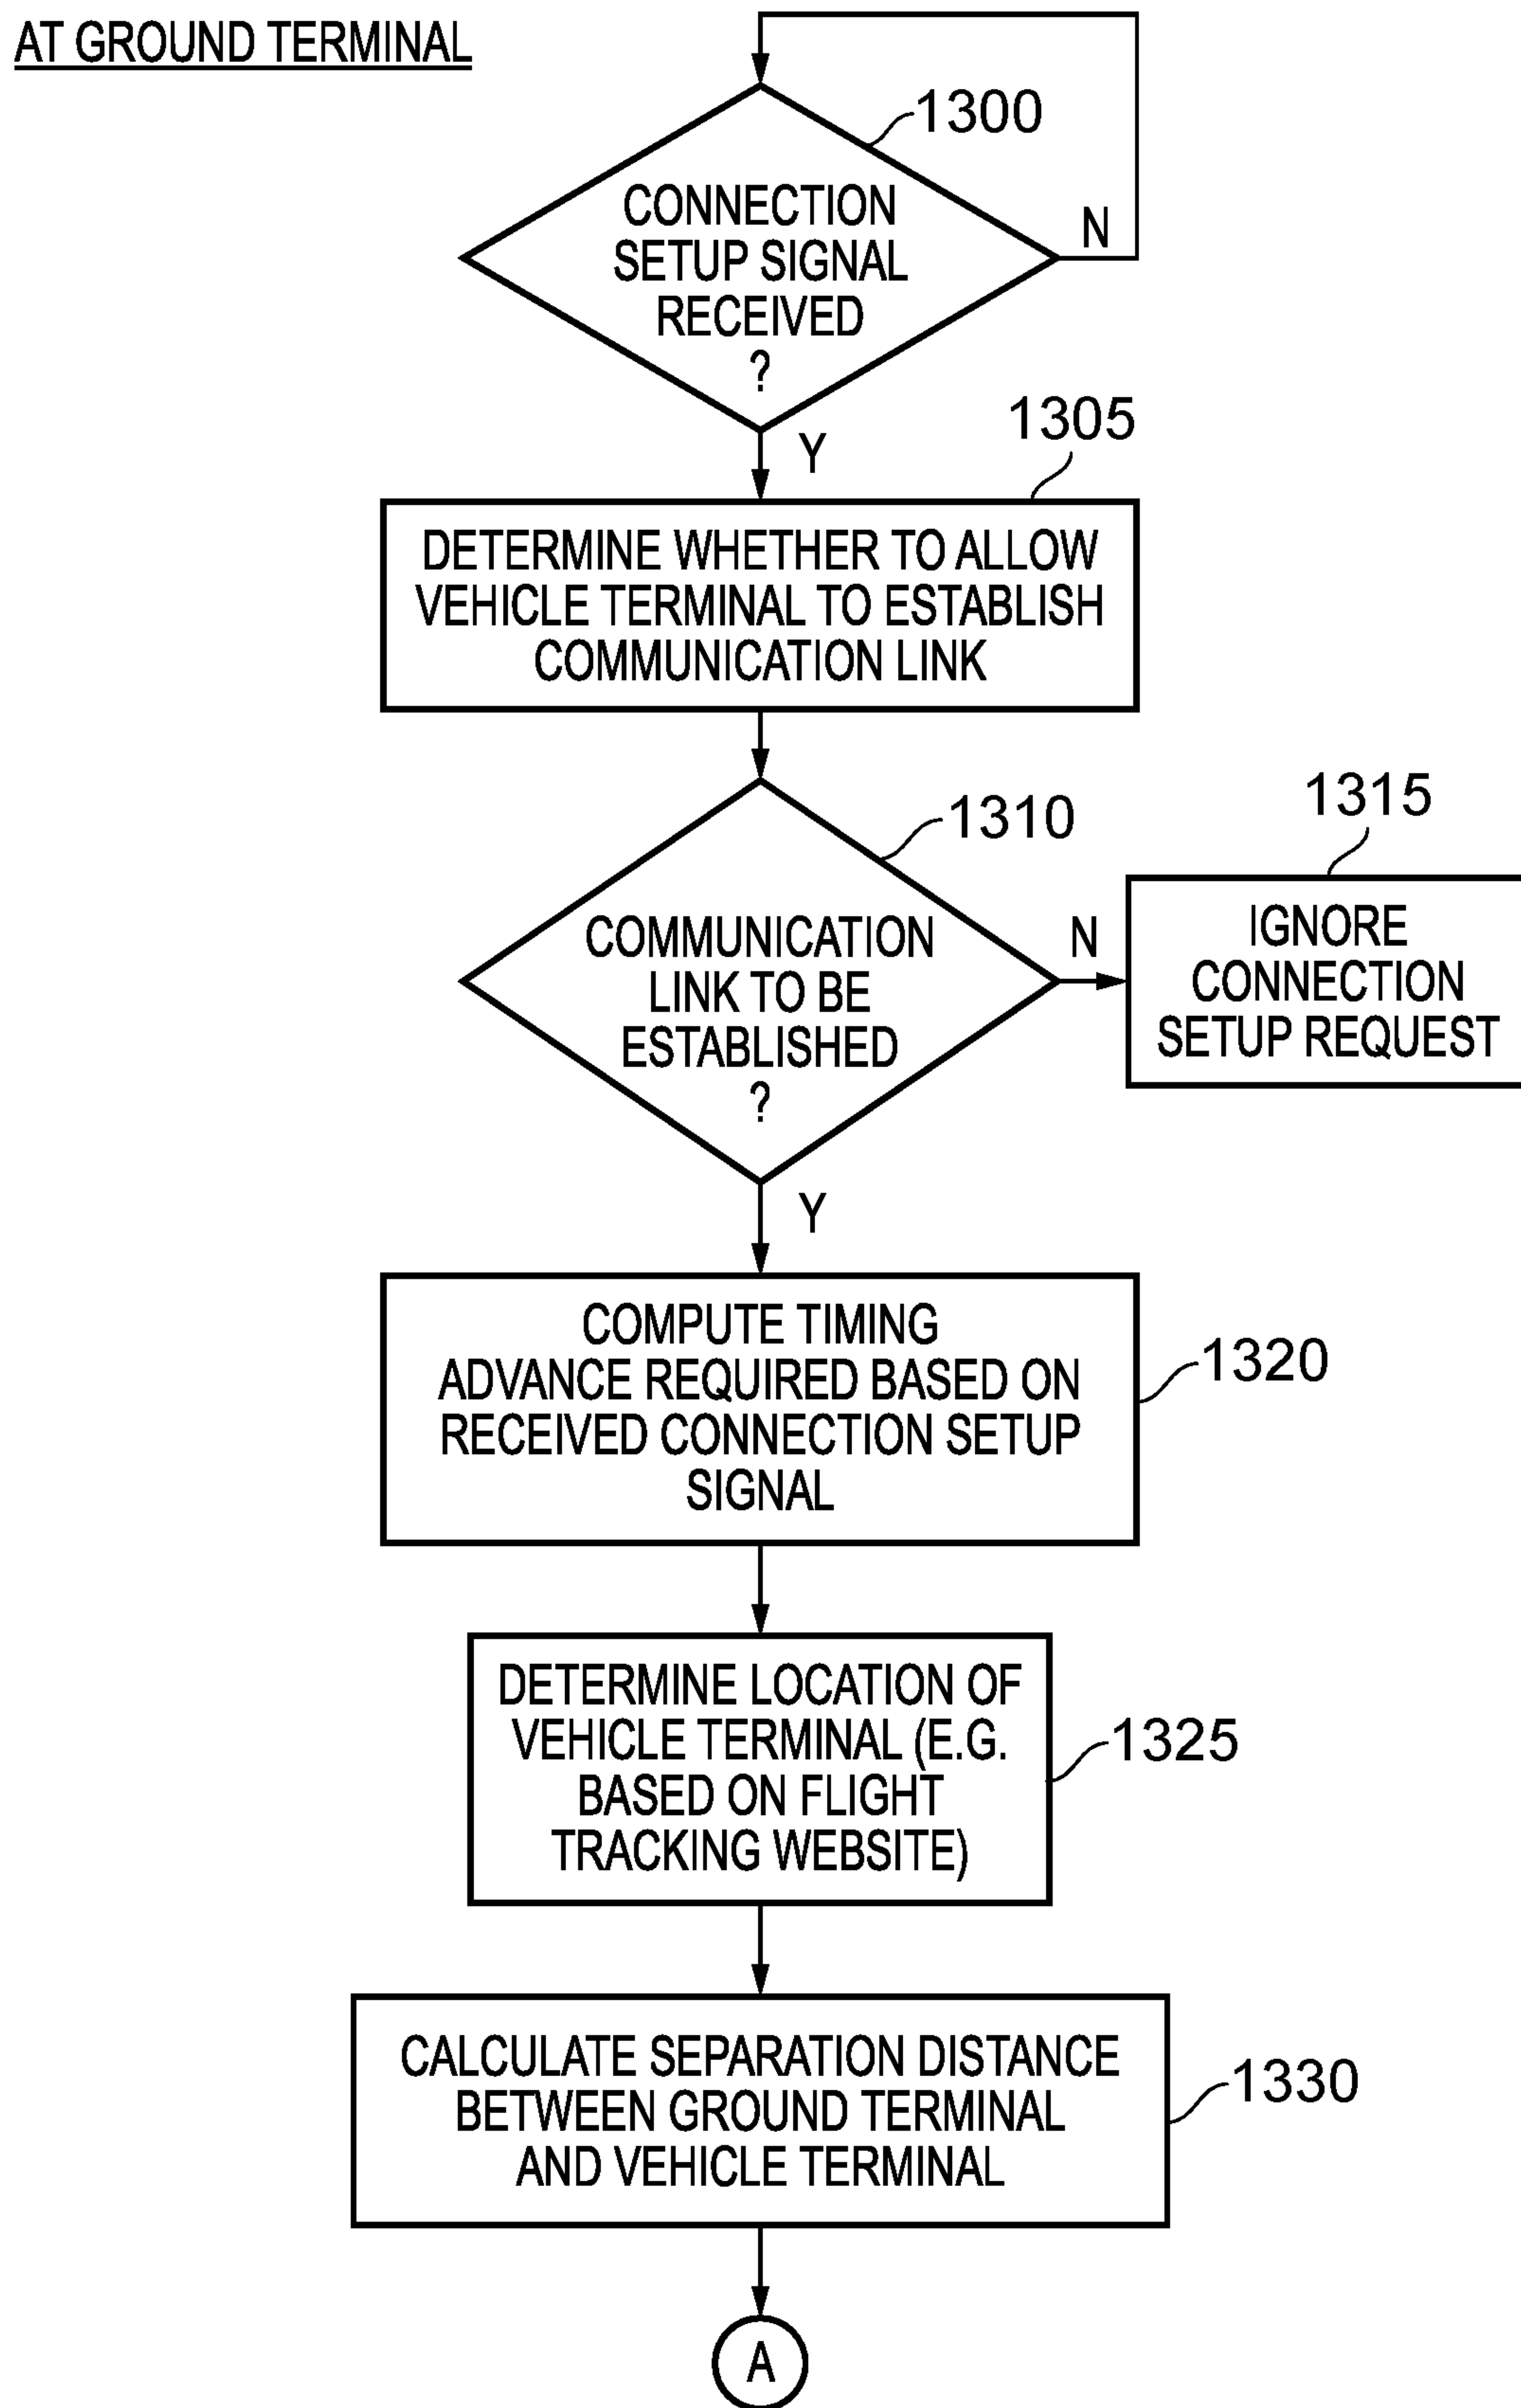 AT GROUND TERMINAL
1300
CONNECTION
SETUP SIGNAL
RECEIVED
?
N
Y
1305
DETERMINE WHETHER TO ALLOW
VEHICLE TERMINAL TO ESTABLISH
COMMUNICATION LINK
1310
COMMUNICATION
LINK TO BE
ESTABLISHED
?
N
1315
IGNORE
CONNECTION
SETUP REQUEST
Y
COMPUTE TIMING
ADVANCE REQUIRED BASED ON
RECEIVED CONNECTION SETUP
SIGNAL
1320
DETERMINE LOCATION OF
VEHICLE TERMINAL (E.G.
BASED ON FLIGHT
TRACKING WEBSITE)
1325
CALCULATE SEPARATION DISTANCE
BETWEEN GROUND TERMINAL
AND VEHICLE TERMINAL
1330
A